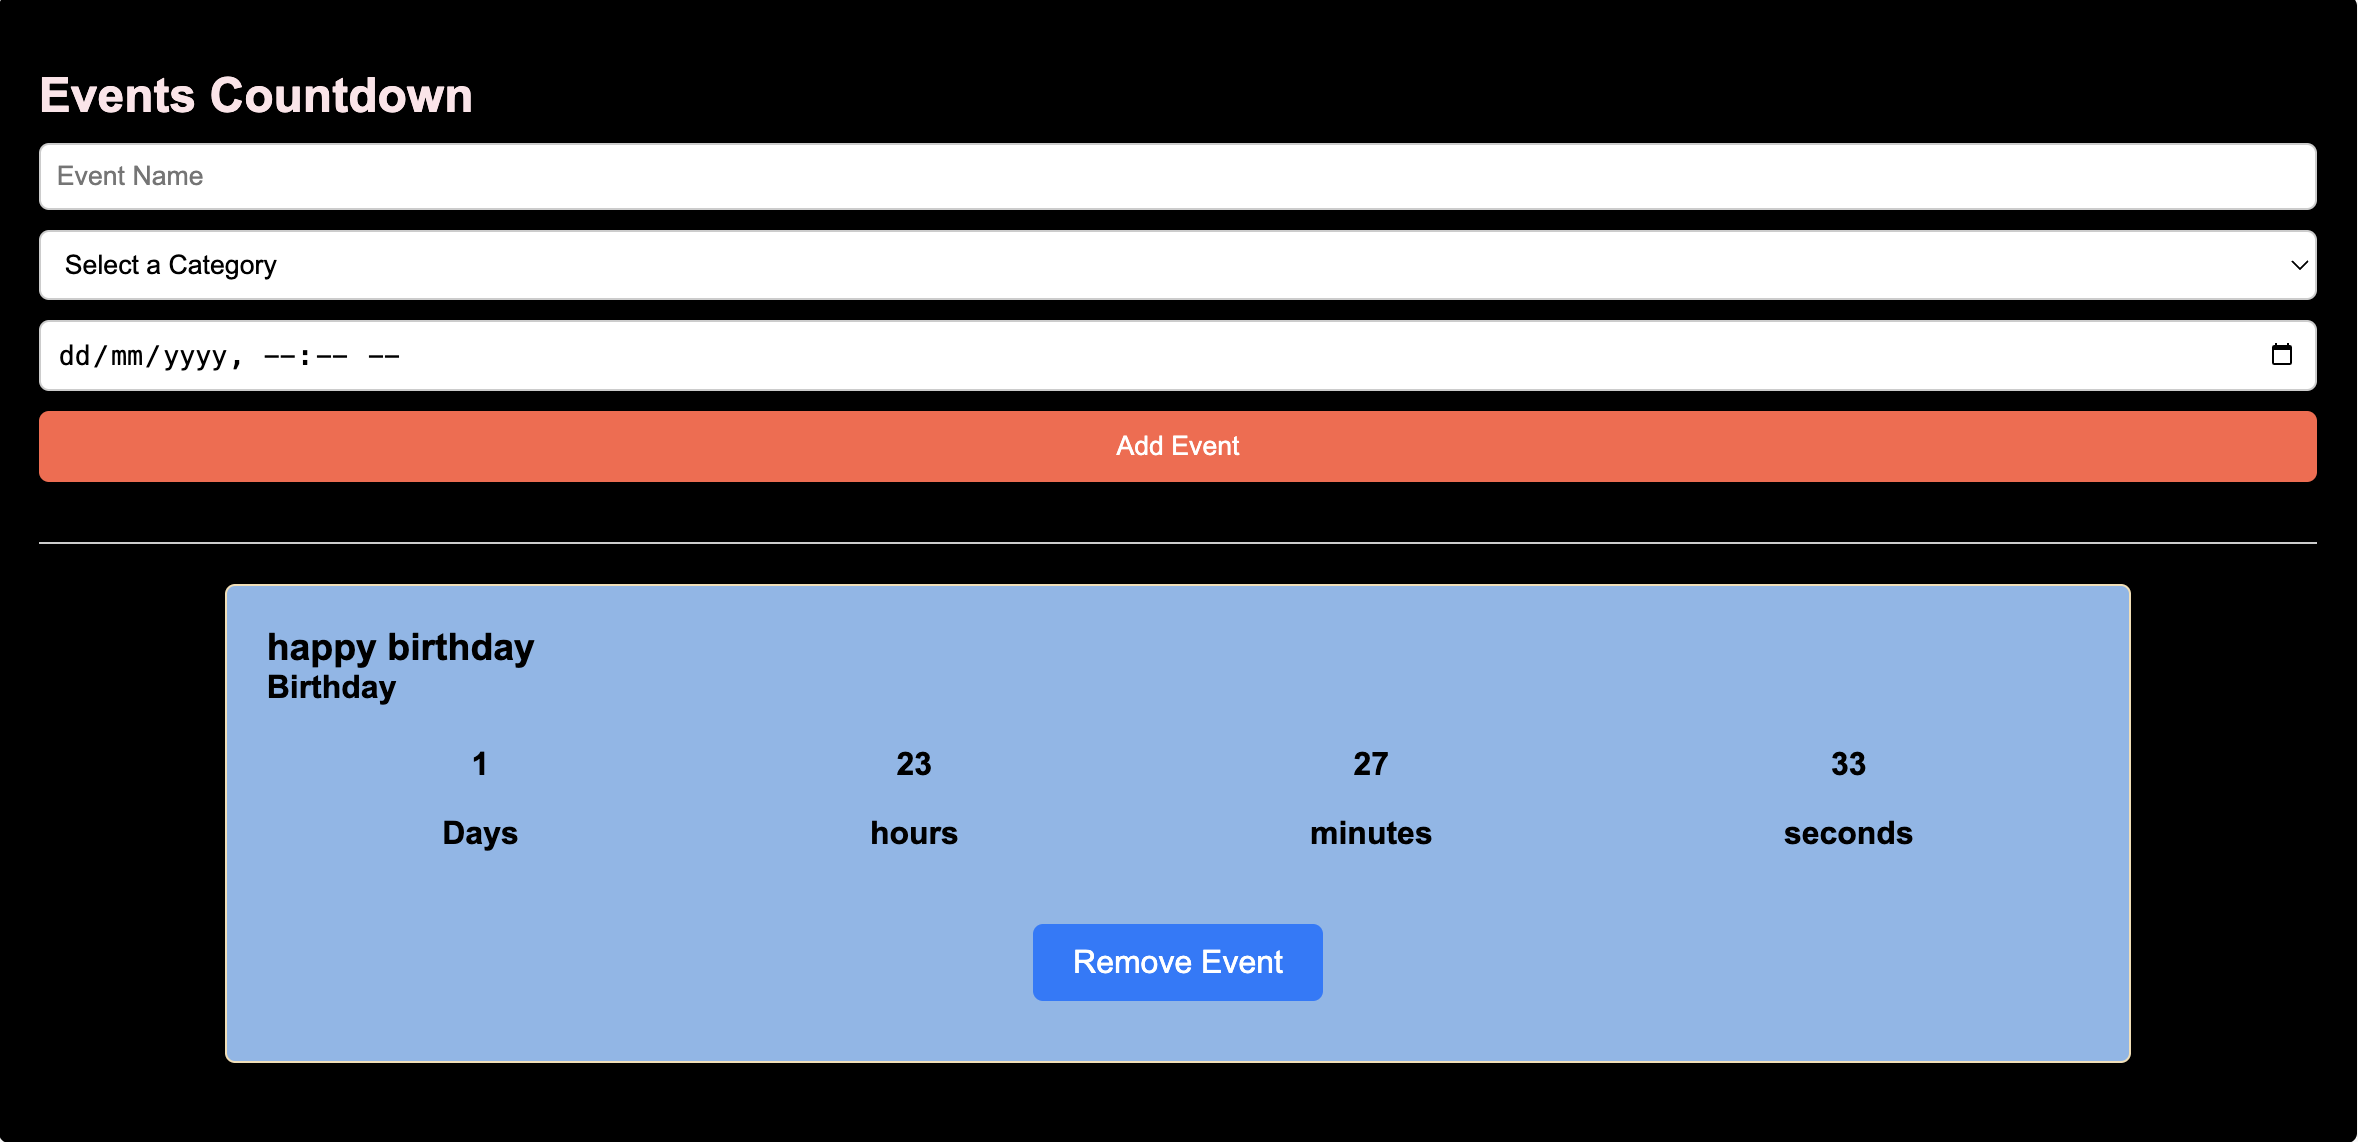 Events Countdown
Event Name
Select a Category
dd/mm/yyyy, --:-- --
Add Event
happy birthday
Birthday
1 23 27 33
Days hours minutes seconds
Remove Event